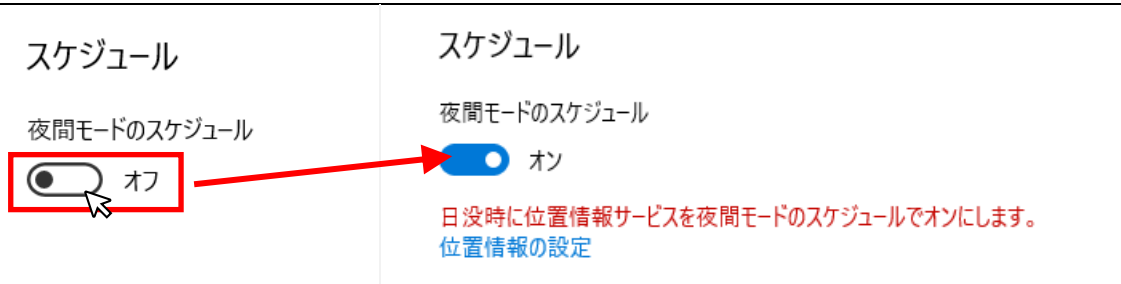 スケジュール
夜間モードのスケジュール
オフ
スケジュール
夜間モードのスケジュール
オン
日没時に位置情報サービスを夜間モードのスケジュールでオンにします。
位置情報の設定